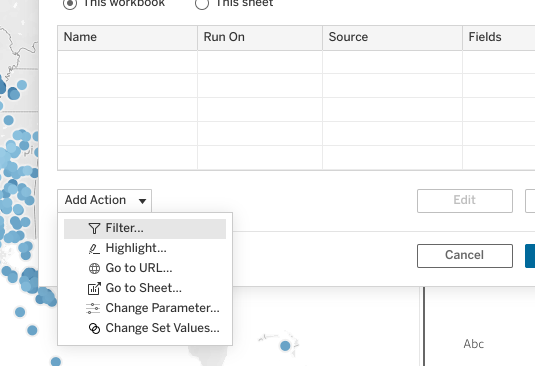 This workbook
This sheet
Name
Run On
Source
Fields
Add Action
Edit
Filter...
Highlight...
Go to URL...
Go to Sheet...
Change Parameter...
Change Set Values...
Cancel
Abc